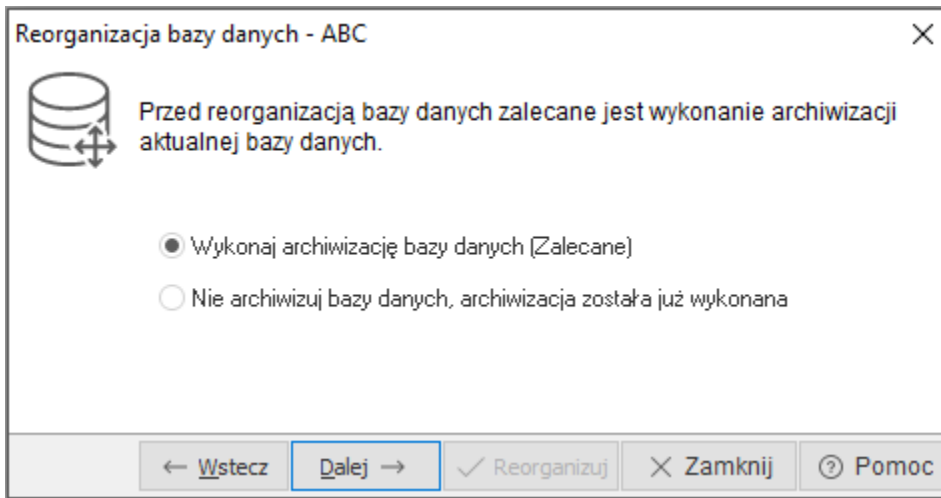 Reorganizacja bazy danych - ABC
Przed reorganizacją bazy danych zalecane jest wykonanie archiwizacji
aktualnej bazy danych.
Wykonaj archiwizację bazy danych (Zalecane)
Nie archiwizuj bazy danych, archiwizacja została już wykonana
← Wstecz Dalej → ✓ Reorganizuj ✕ Zamknij ? Pomoc